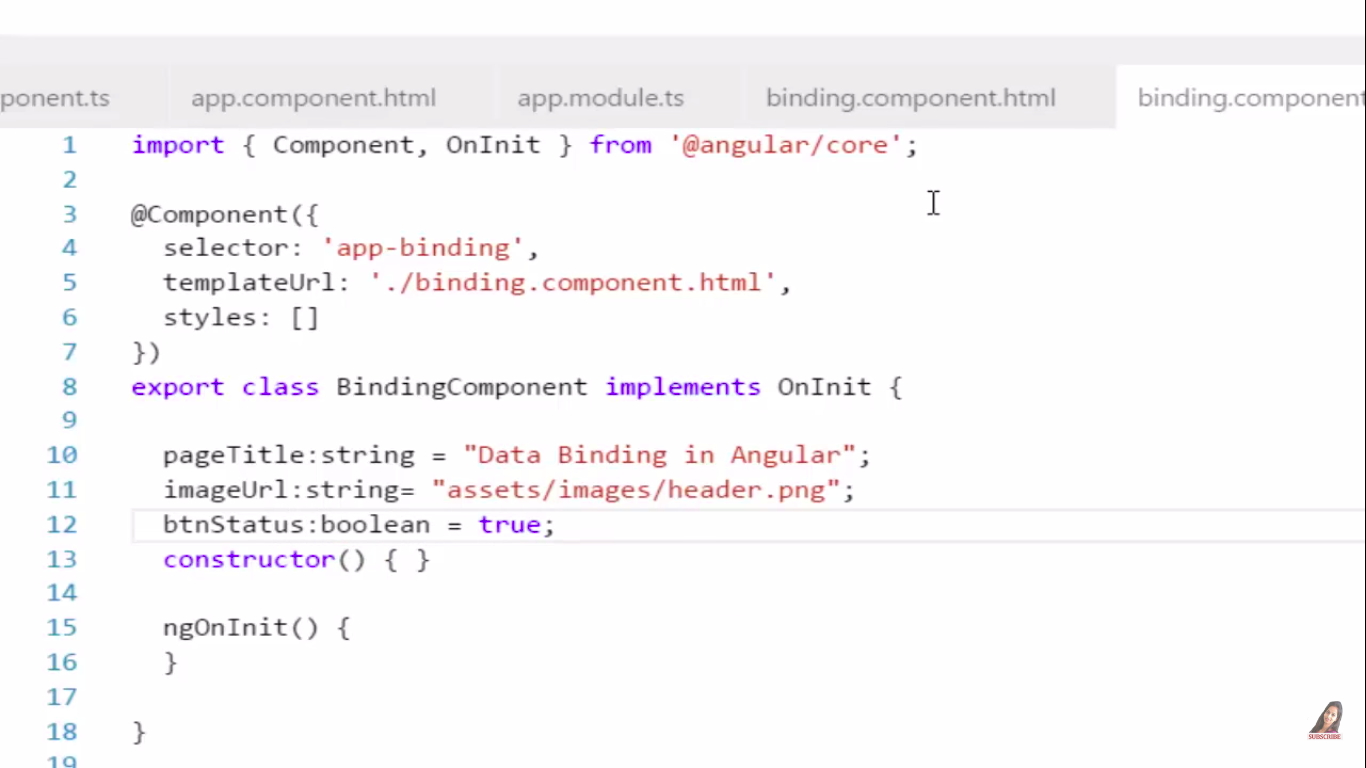 ponent.ts app.component.html app.module.ts binding.component.html binding.component
1 import { Component, OnInit } from '@angular/core';
2
3 @Component({
4 selector: 'app-binding',
5 templateUrl: './binding.component.html',
6 styles: []
7 })
8 export class BindingComponent implements OnInit {
9
10 pageTitle:string = "Data Binding in Angular";
11 imageUrl:string= "assets/images/header.png";
12 btnStatus:boolean = true;
13 constructor() { }
14
15 ngOnInit() {
16 }
17
18 }
19
SUBSCRIBE